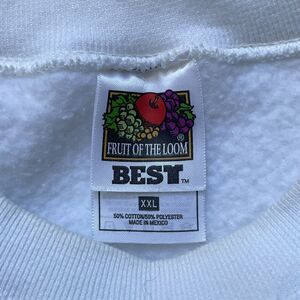 FRUIT OF THE LOOM
®
BEST™
XXL
50% COTTON/50% POLYESTER
MADE IN MEXICO